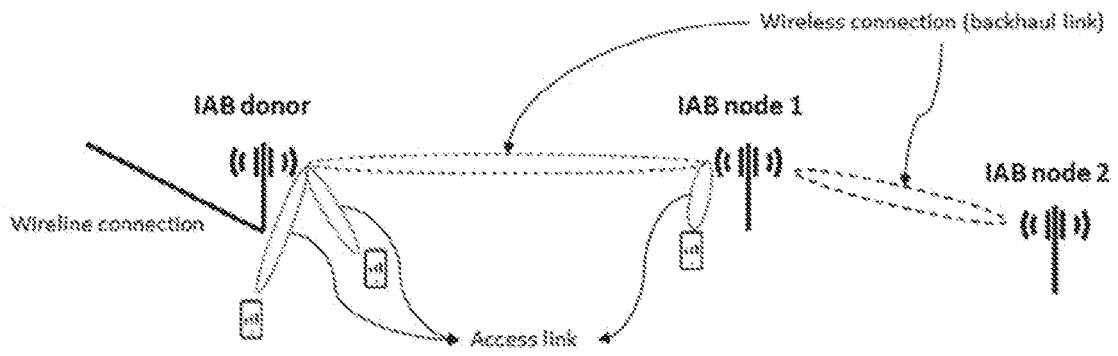 Wireless connection (backhaul link)
IAB donor
IAB node 1
IAB node 2
Wireline connection
Access link